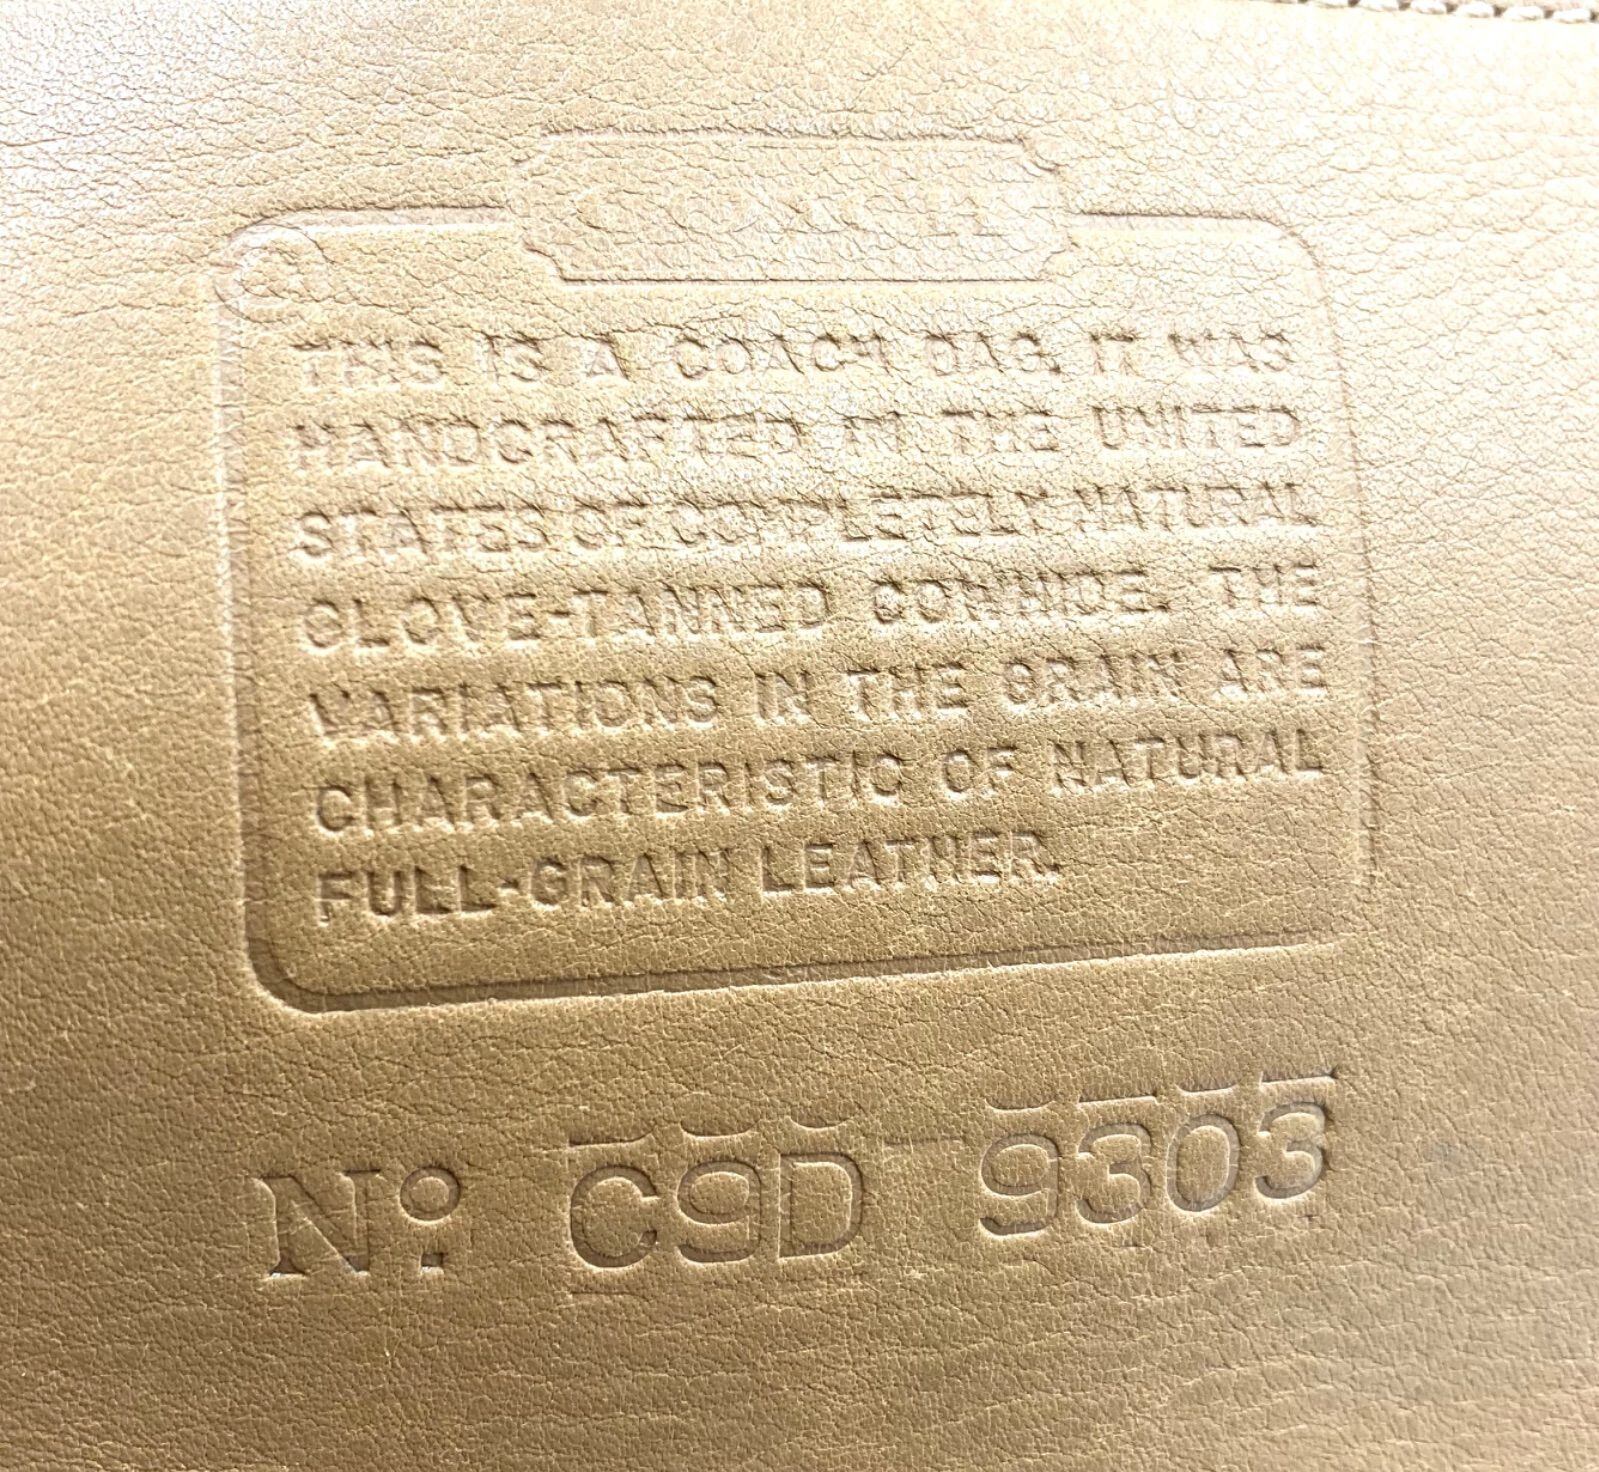 COACH
THIS IS A COACH BAG. IT WAS
HANDCRAFTED IN THE UNITED
STATES OF COMPLETELY NATURAL
GLOVE-TANNED COWHIDE. THE
VARIATIONS IN THE GRAIN ARE
CHARACTERISTIC OF NATURAL
FULL-GRAIN LEATHER.
No. C9D-9303